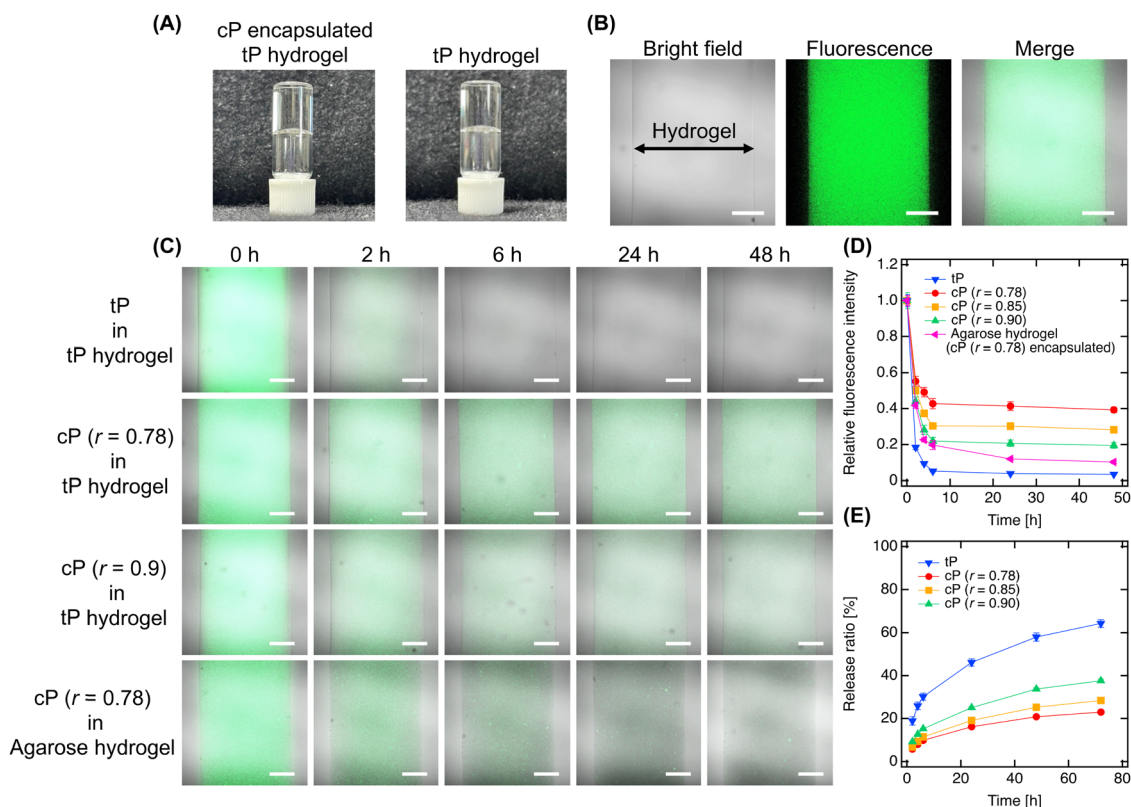 (A)
cP encapsulated
tP hydrogel
tP hydrogel
(B)
Bright field
Fluorescence
Merge
Hydrogel
(C)
0 h
2 h
6 h
24 h
48 h
tP
in
tP hydrogel
cP (r = 0.78)
in
tP hydrogel
cP (r = 0.9)
in
tP hydrogel
cP (r = 0.78)
in
Agarose hydrogel
(D)
Relative fluorescence intensity
1.2
1.0
0.8
0.6
0.4
0.2
0
tP
cP (r = 0.78)
cP (r = 0.85)
cP (r = 0.90)
Agarose hydrogel
(cP (r = 0.78) encapsulated)
0 10 20 30 40 50
Time [h]
(E)
Release ratio [%]
100
80
60
40
20
0
tP
cP (r = 0.78)
cP (r = 0.85)
cP (r = 0.90)
0 20 40 60 80
Time [h]